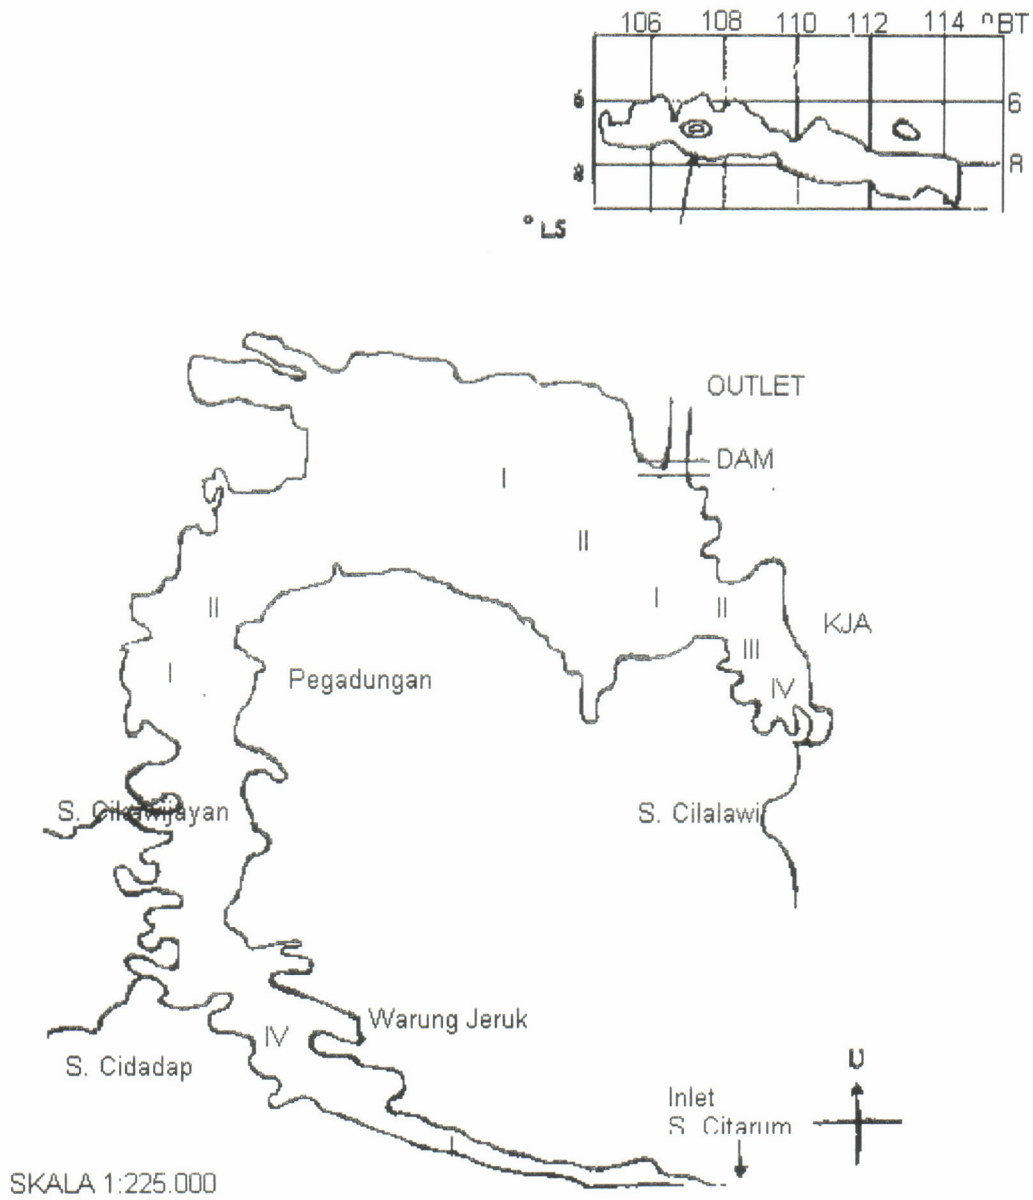 106 108 110 112 114 °BT
6 6
8 8
° LS
OUTLET
DAM
I
II
I
II
II
KJA
III
I
Pegadungan
IV
S. Cikawijayan
S. Cilalawi
Warung Jeruk
IV
S. Cidadap
U
Inlet
S. Citarum
I
SKALA 1:225.000